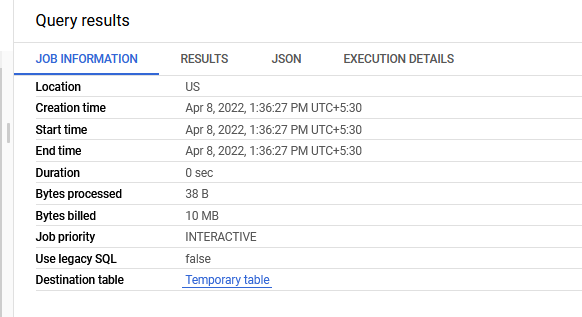 Query results
JOB INFORMATION RESULTS JSON EXECUTION DETAILS
Location US
Creation time Apr 8, 2022, 1:36:27 PM UTC+5:30
Start time Apr 8, 2022, 1:36:27 PM UTC+5:30
End time Apr 8, 2022, 1:36:27 PM UTC+5:30
Duration 0 sec
Bytes processed 38 B
Bytes billed 10 MB
Job priority INTERACTIVE
Use legacy SQL false
Destination table Temporary table